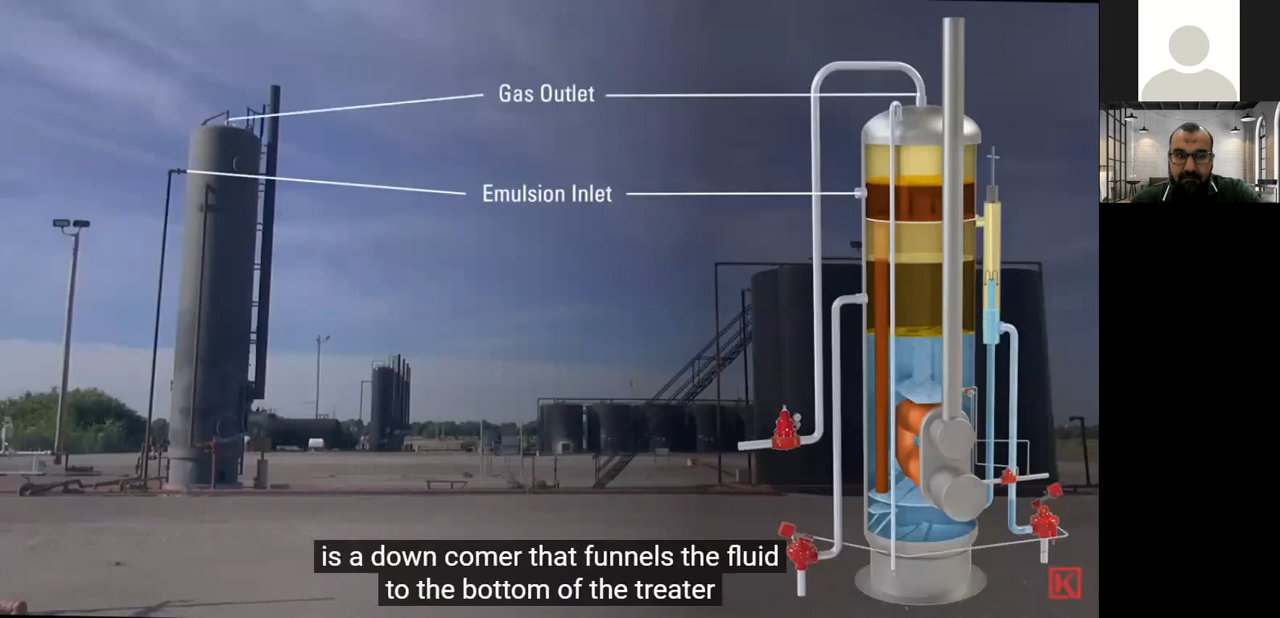 Gas Outlet
Emulsion Inlet
is a down comer that funnels the fluid
to the bottom of the treater
K